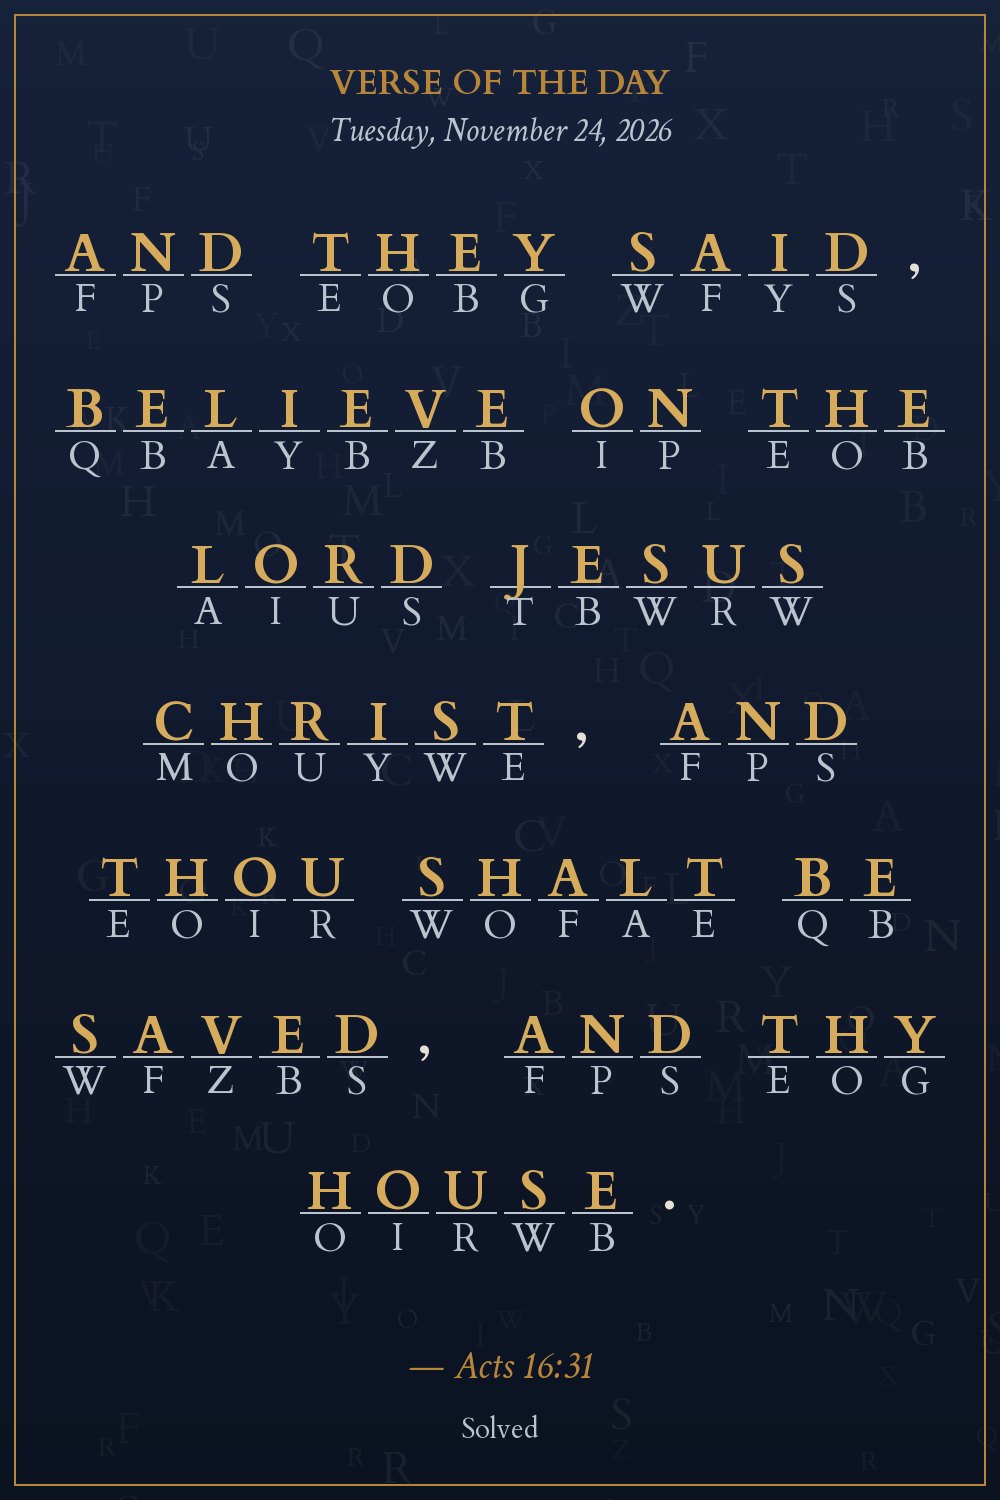 VERSE OF THE DAY
Tuesday, November 24, 2026
AND THEY SAID,
FPS EOBG WFYS
BELIEVE ON THE
QBAYBZB IP EOB
LORD JESUS
AIUS TBWRW
CHRIST, AND
MOUYWE FPS
THOU SHALT BE
EOIR WOFAE QB
SAVED, AND THY
WFZBS FPS EOG
HOUSE.
OIRWB
— Acts 16:31
Solved